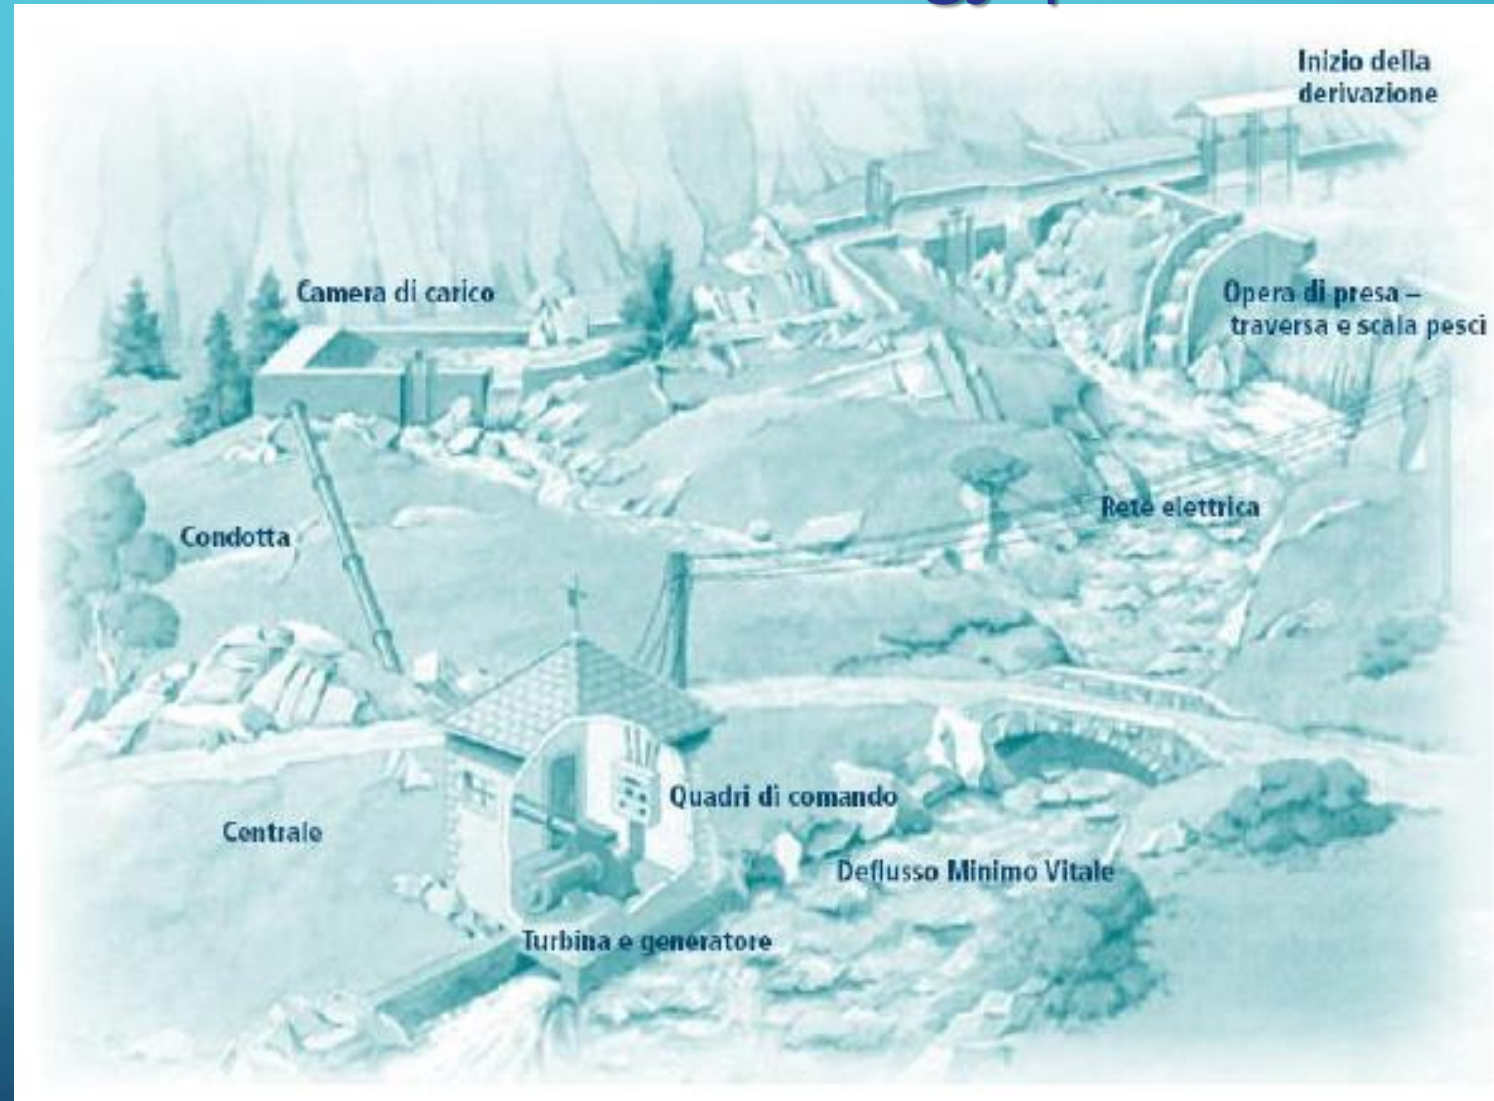 Inizio della
derivazione
Camera di carico
Opera di presa –
traversa e scala pesci
Rete elettrica
Condotta
Quadri di comando
Centrale
Deflusso Minimo Vitale
Turbina e generatore